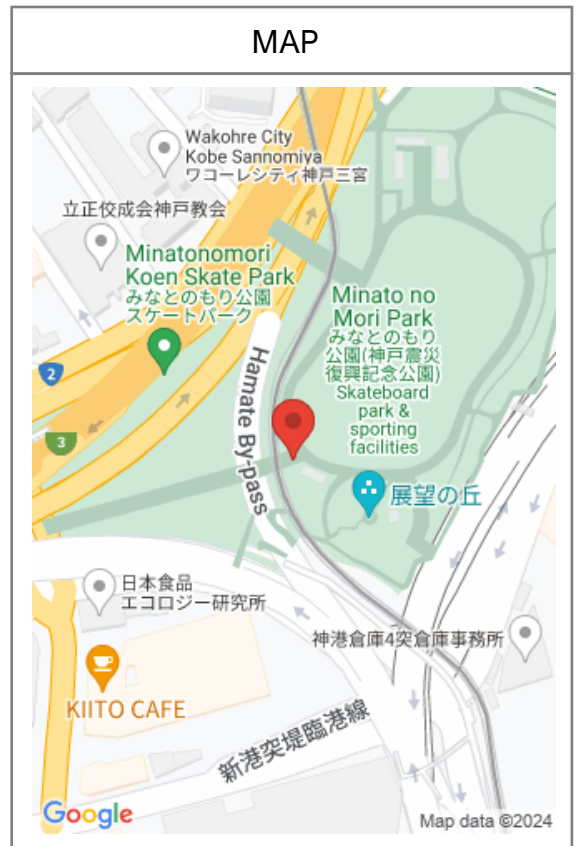 MAP
Wakohre City
Kobe Sannomiya
ワコーレシティ神戸三宮
立正佼成会神戸教会
Minatonomori
Koen Skate Park
みなとのもり公園
スケートパーク
Minato no
Mori Park
みなとのもり
公園(神戸震災
復興記念公園)
Skateboard
park &
sporting
facilities
2
Hamate By-pass
3
展望の丘
日本食品
エコロジー研究所
神港倉庫4突倉庫事務所
KIITO CAFE
新港突堤臨港線
Google
Map data ©2024